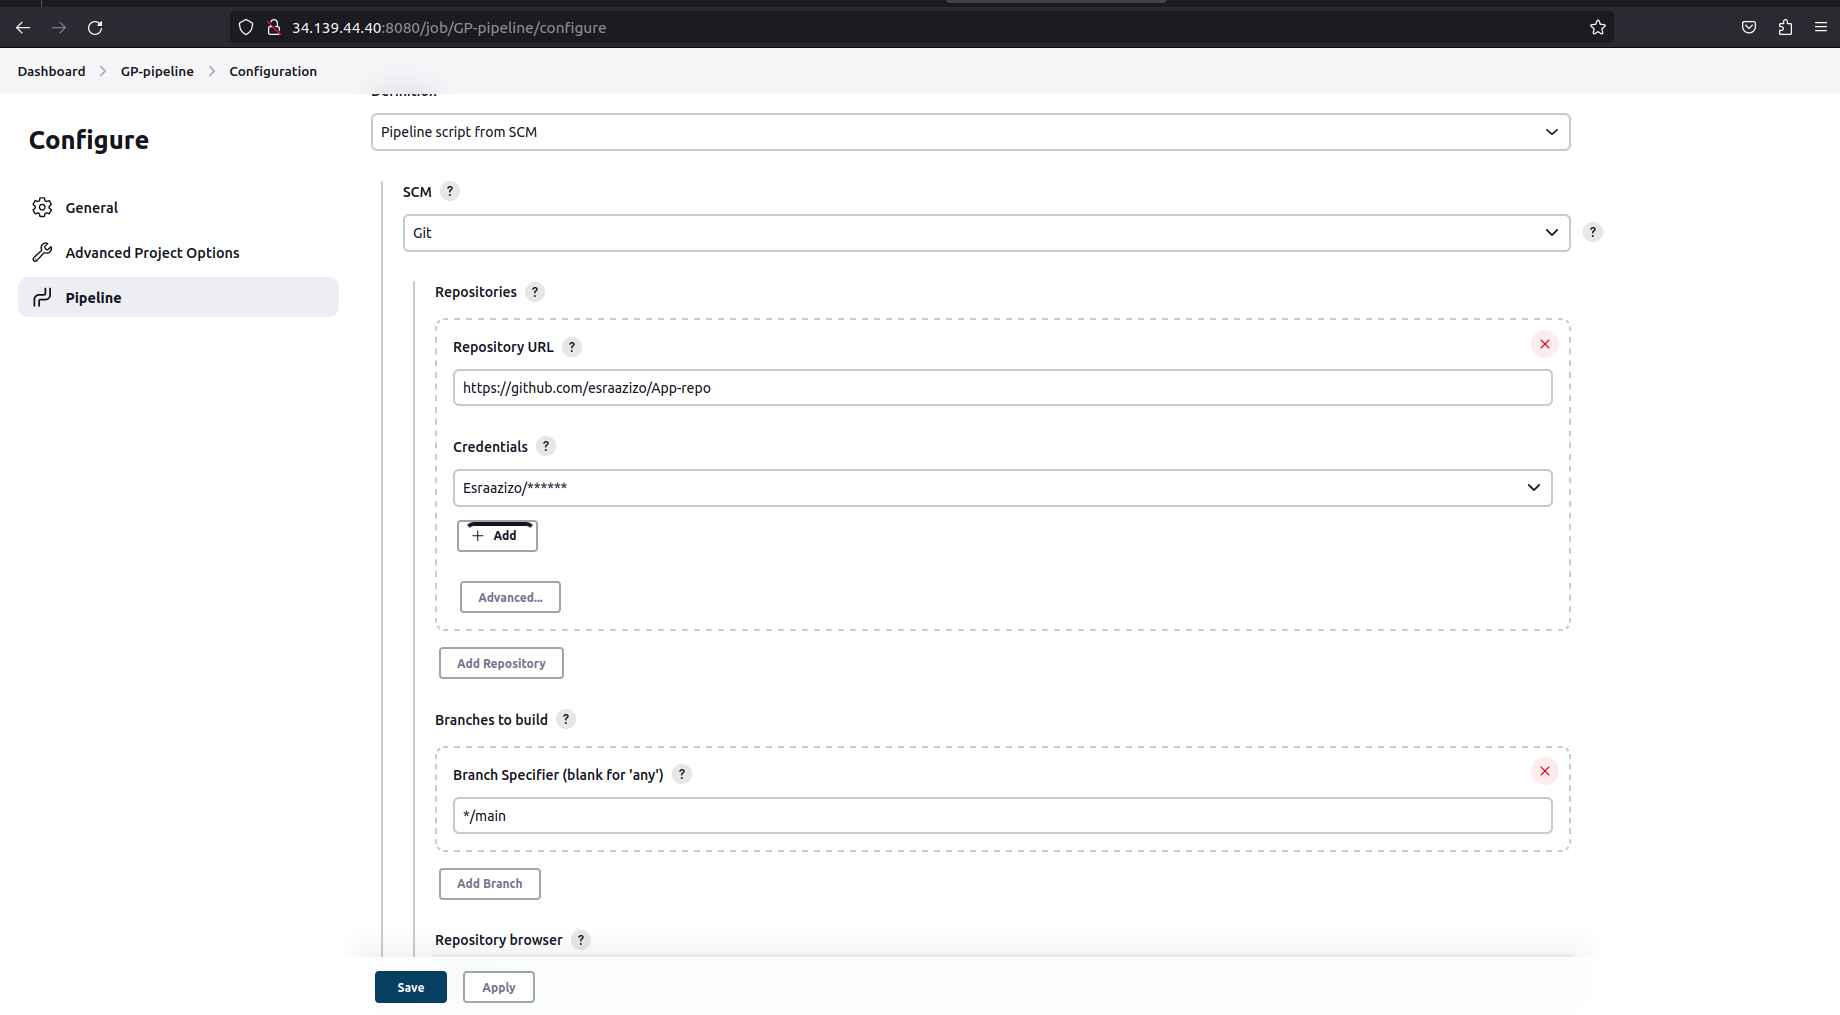 34.139.44.40:8080/job/GP-pipeline/configure
Dashboard > GP-pipeline > Configuration
Definition
Configure
Pipeline script from SCM
SCM ?
General
Git ?
Advanced Project Options
Pipeline
Repositories ?
Repository URL ?
https://github.com/esraazizo/App-repo
Credentials ?
Esraazizo/******
+ Add
Advanced...
Add Repository
Branches to build ?
Branch Specifier (blank for 'any') ?
*/main
Add Branch
Repository browser ?
Save Apply